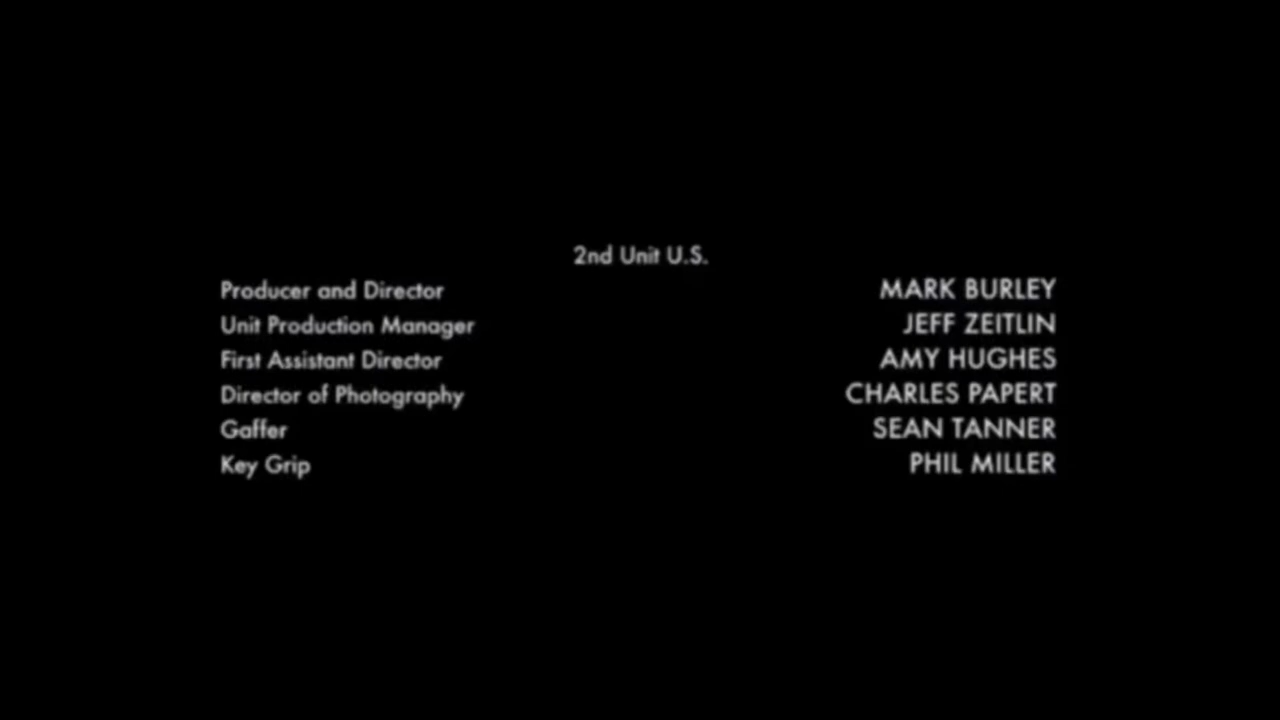 2nd Unit U.S.
Producer and Director MARK BURLEY
Unit Production Manager JEFF ZEITLIN
First Assistant Director AMY HUGHES
Director of Photography CHARLES PAPERT
Gaffer SEAN TANNER
Key Grip PHIL MILLER